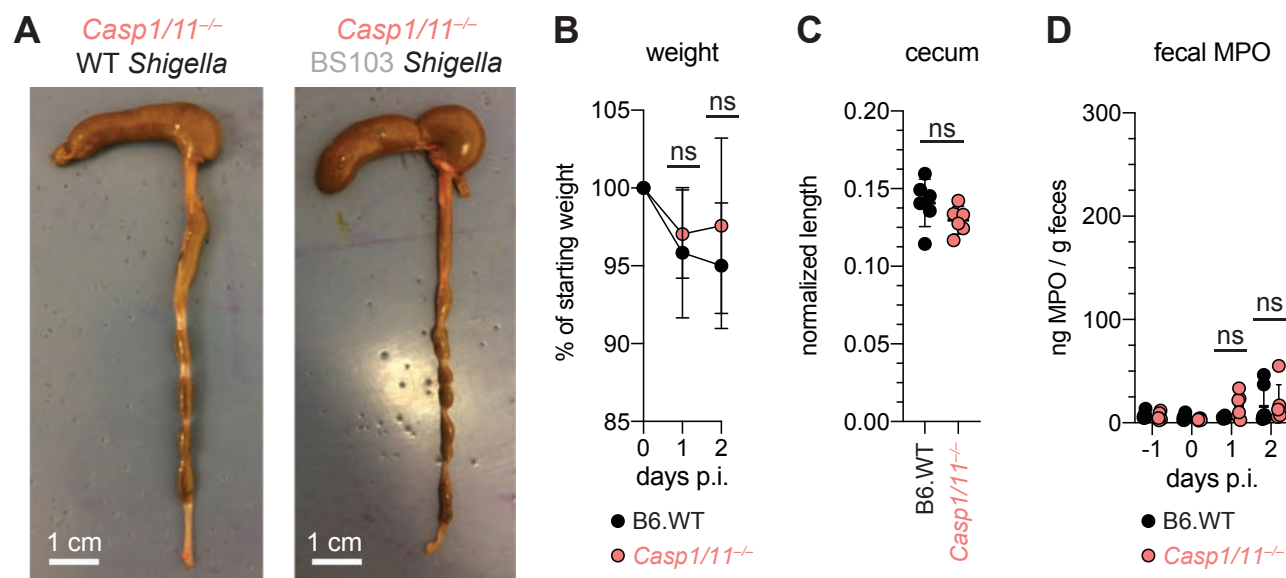 A
Casp1/11–/–
WT Shigella
Casp1/11–/–
BS103 Shigella
1 cm
1 cm
B
weight
ns
ns
% of starting weight
105
100
95
90
85
0
1
2
days p.i.
B6.WT
Casp1/11–/–
C
cecum
ns
normalized length
0.20
0.15
0.10
0.05
0.00
B6.WT
Casp1/11–/–
D
fecal MPO
ns
ns
ng MPO / g feces
300
200
100
50
0
-1
0
1
2
days p.i.
B6.WT
Casp1/11–/–